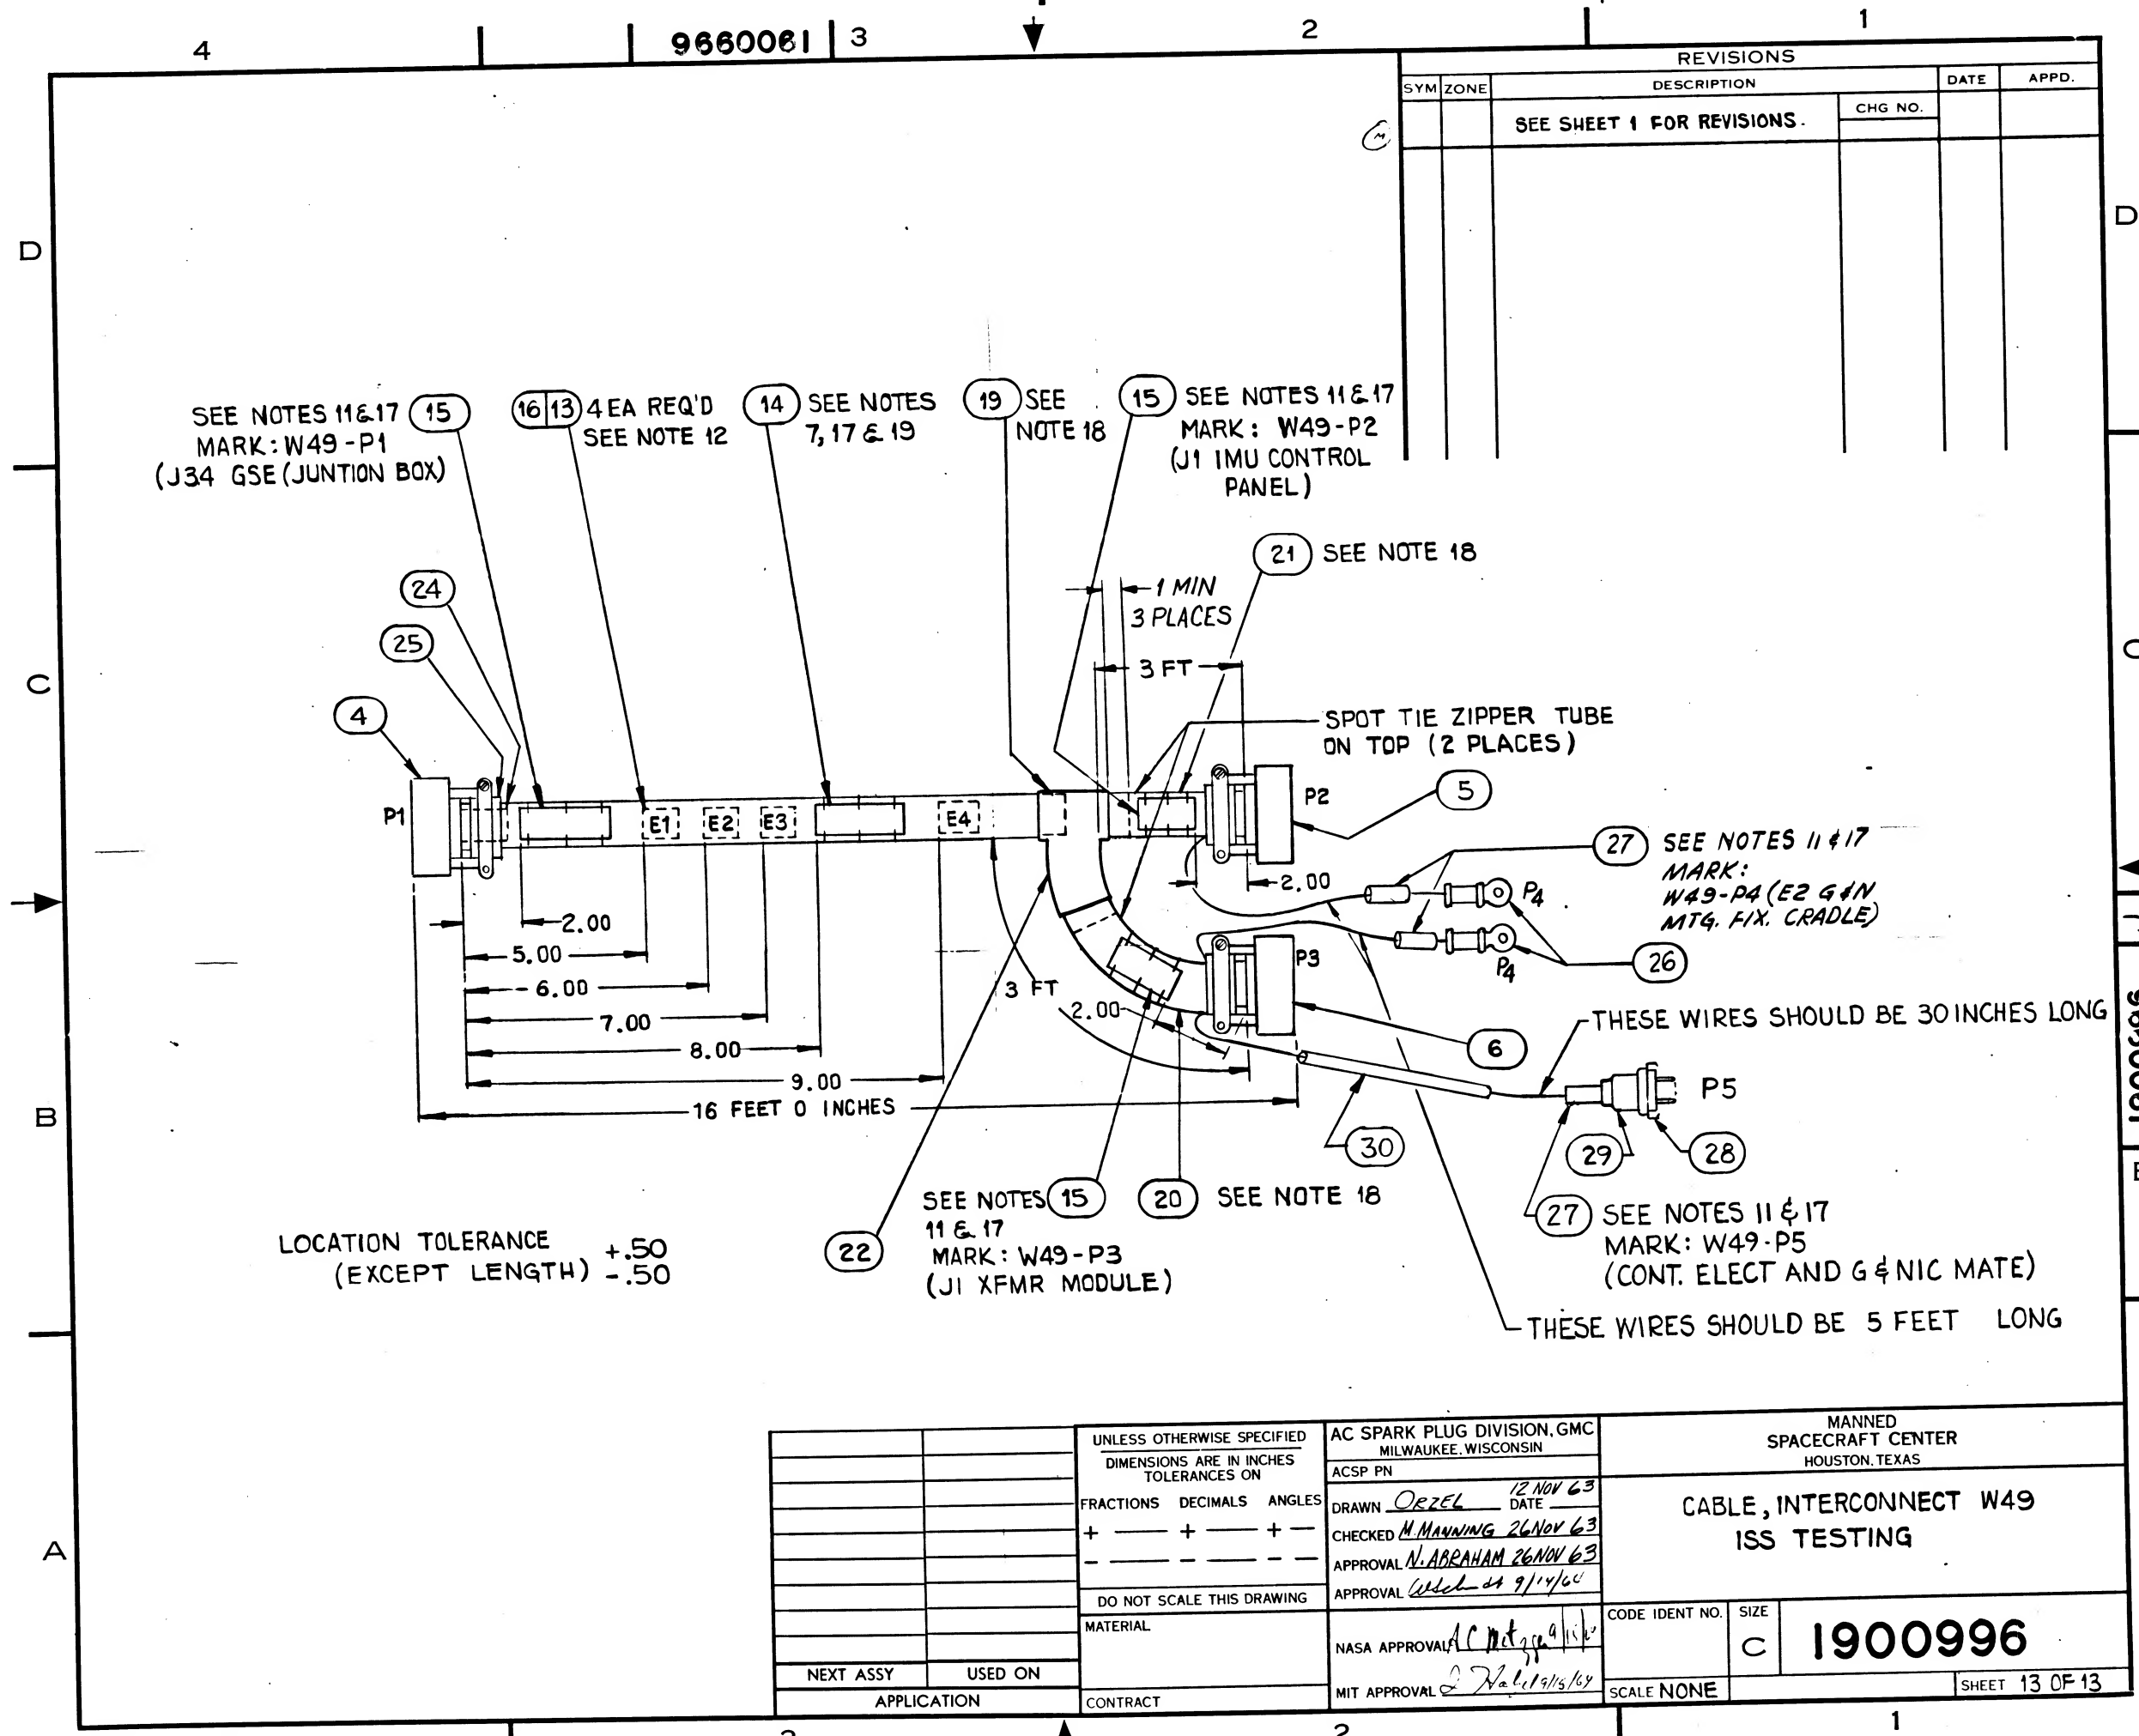 4
9660061
3
2
1
REVISIONS
SYM ZONE DESCRIPTION DATE APPD.
CHG NO.
SEE SHEET 1 FOR REVISIONS.
M
D
D
SEE NOTES 11 & 17
MARK: W49-P1
(J34 GSE (JUNTION BOX)
15
16 13 4 EA REQ'D
SEE NOTE 12
14 SEE NOTES
7, 17 & 19
19 SEE
NOTE 18
15 SEE NOTES 11 & 17
MARK: W49-P2
(J1 IMU CONTROL
PANEL)
21 SEE NOTE 18
24
1 MIN
3 PLACES
25
3 FT
C
C
4
SPOT TIE ZIPPER TUBE
ON TOP (2 PLACES)
5
P1
E1
E2
E3
E4
P2
27 SEE NOTES 11 & 17
MARK:
W49-P4 (E2 G & N
MTG. FIX. CRADLE)
2.00
P4
2.00
5.00
P4
26
P3
6.00
3 FT
2.00
THESE WIRES SHOULD BE 30 INCHES LONG
7.00
8.00
6
9.00
16 FEET 0 INCHES
P5
B
30
29
28
SEE NOTES 15
11 & 17
MARK: W49-P3
(J1 XFMR MODULE)
20 SEE NOTE 18
22
27 SEE NOTES 11 & 17
MARK: W49-P5
(CONT. ELECT AND G & NIC MATE)
LOCATION TOLERANCE +.50
(EXCEPT LENGTH) -.50
THESE WIRES SHOULD BE 5 FEET LONG
A
UNLESS OTHERWISE SPECIFIED
DIMENSIONS ARE IN INCHES
TOLERANCES ON
FRACTIONS DECIMALS ANGLES
+ — + — + —
- — - — - —
DO NOT SCALE THIS DRAWING
MATERIAL
CONTRACT
NEXT ASSY USED ON
APPLICATION
AC SPARK PLUG DIVISION, GMC
MILWAUKEE, WISCONSIN
ACSP PN
DRAWN ORZEL DATE 12 NOV 63
CHECKED M. MANNING 26 NOV 63
APPROVAL N. ABRAHAM 26 NOV 63
APPROVAL 9/14/64
NASA APPROVAL
MIT APPROVAL 9/15/64
MANNED
SPACECRAFT CENTER
HOUSTON, TEXAS
CABLE, INTERCONNECT W49
ISS TESTING
CODE IDENT NO.
SIZE
C
1900996
SCALE NONE
SHEET 13 OF 13
2
1